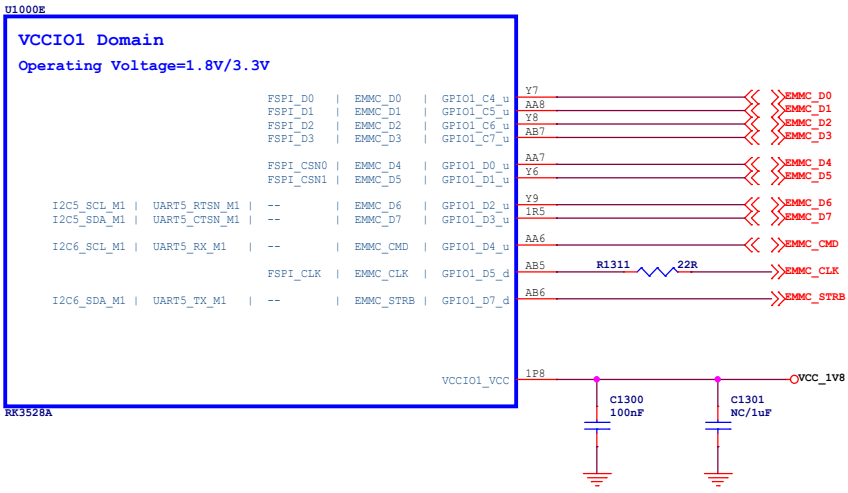 U1000E
VCCIO1 Domain
Operating Voltage=1.8V/3.3V
FSPI_D0 | EMMC_D0 | GPIO1_C4_u Y7 EMMC_D0
FSPI_D1 | EMMC_D1 | GPIO1_C5_u AA8 EMMC_D1
FSPI_D2 | EMMC_D2 | GPIO1_C6_u Y8 EMMC_D2
FSPI_D3 | EMMC_D3 | GPIO1_C7_u AB7 EMMC_D3
FSPI_CSN0 | EMMC_D4 | GPIO1_D0_u AA7 EMMC_D4
FSPI_CSN1 | EMMC_D5 | GPIO1_D1_u Y6 EMMC_D5
I2C5_SCL_M1 | UART5_RTSN_M1 | -- | EMMC_D6 | GPIO1_D2_u Y9 EMMC_D6
I2C5_SDA_M1 | UART5_CTSN_M1 | -- | EMMC_D7 | GPIO1_D3_u 1R5 EMMC_D7
I2C6_SCL_M1 | UART5_RX_M1 | -- | EMMC_CMD | GPIO1_D4_u AA6 EMMC_CMD
FSPI_CLK | EMMC_CLK | GPIO1_D5_d AB5 R1311 22R EMMC_CLK
I2C6_SDA_M1 | UART5_TX_M1 | -- | EMMC_STRB | GPIO1_D7_d AB6 EMMC_STRB
VCCIO1_VCC 1P8 VCC_1V8
C1300 C1301
100nF NC/1uF
RK3528A